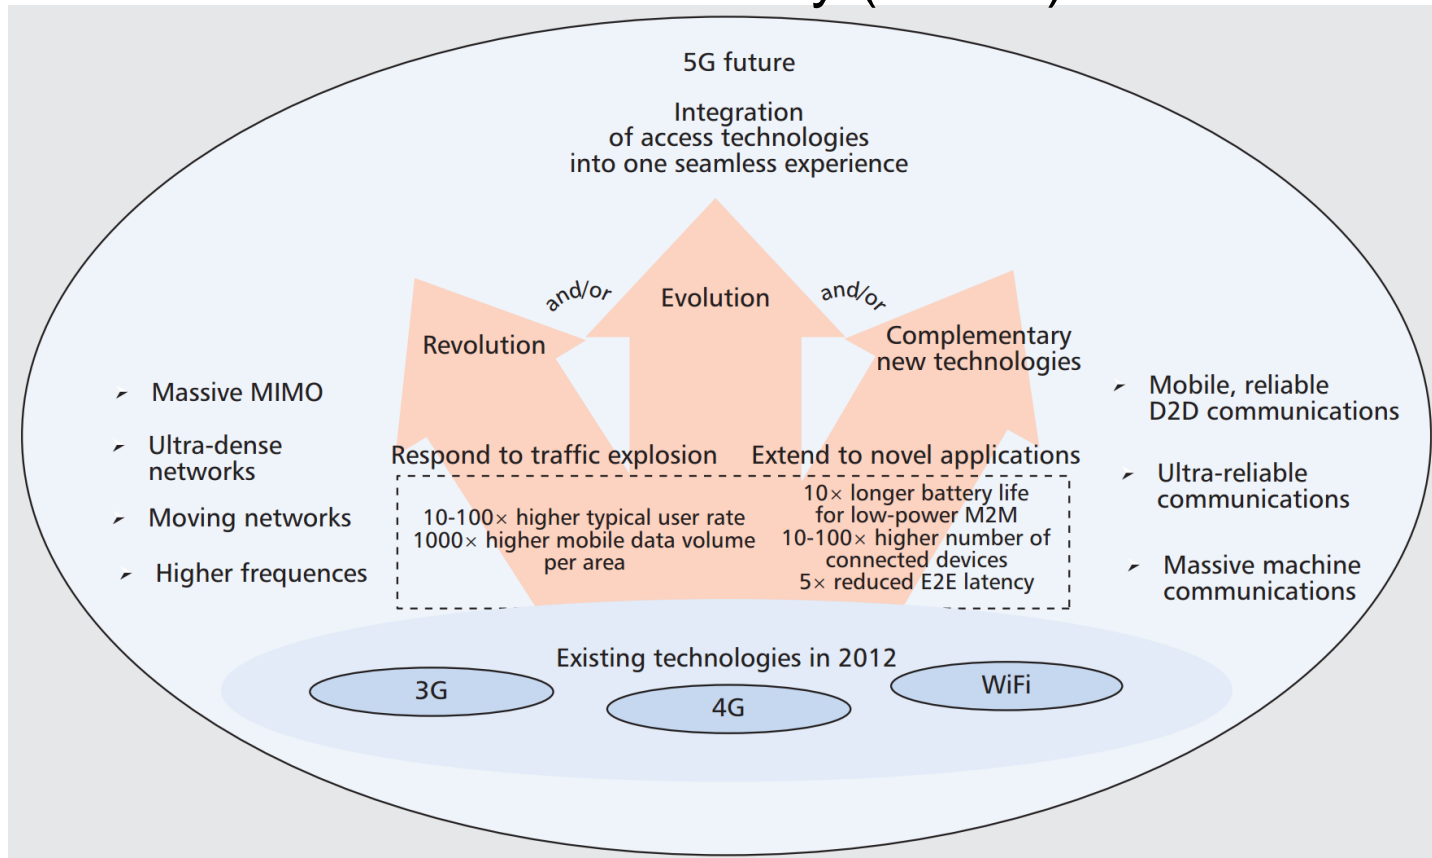 5G future
Integration
of access technologies
into one seamless experience
and/or
Evolution
and/or
Revolution
Complementary
new technologies
Massive MIMO
Ultra-dense
networks
Moving networks
Higher frequences
Mobile, reliable
D2D communications
Ultra-reliable
communications
Massive machine
communications
Respond to traffic explosion
10-100× higher typical user rate
1000× higher mobile data volume
per area
Extend to novel applications
10× longer battery life
for low-power M2M
10-100× higher number of
connected devices
5× reduced E2E latency
Existing technologies in 2012
3G
4G
WiFi